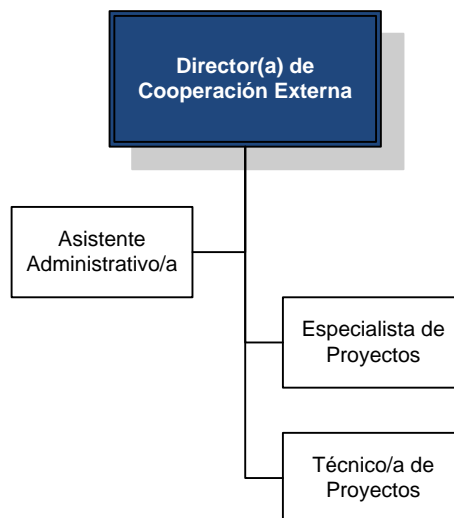 Director(a) de
Cooperación Externa
Asistente
Administrativo/a
Especialista de
Proyectos
Técnico/a de
Proyectos